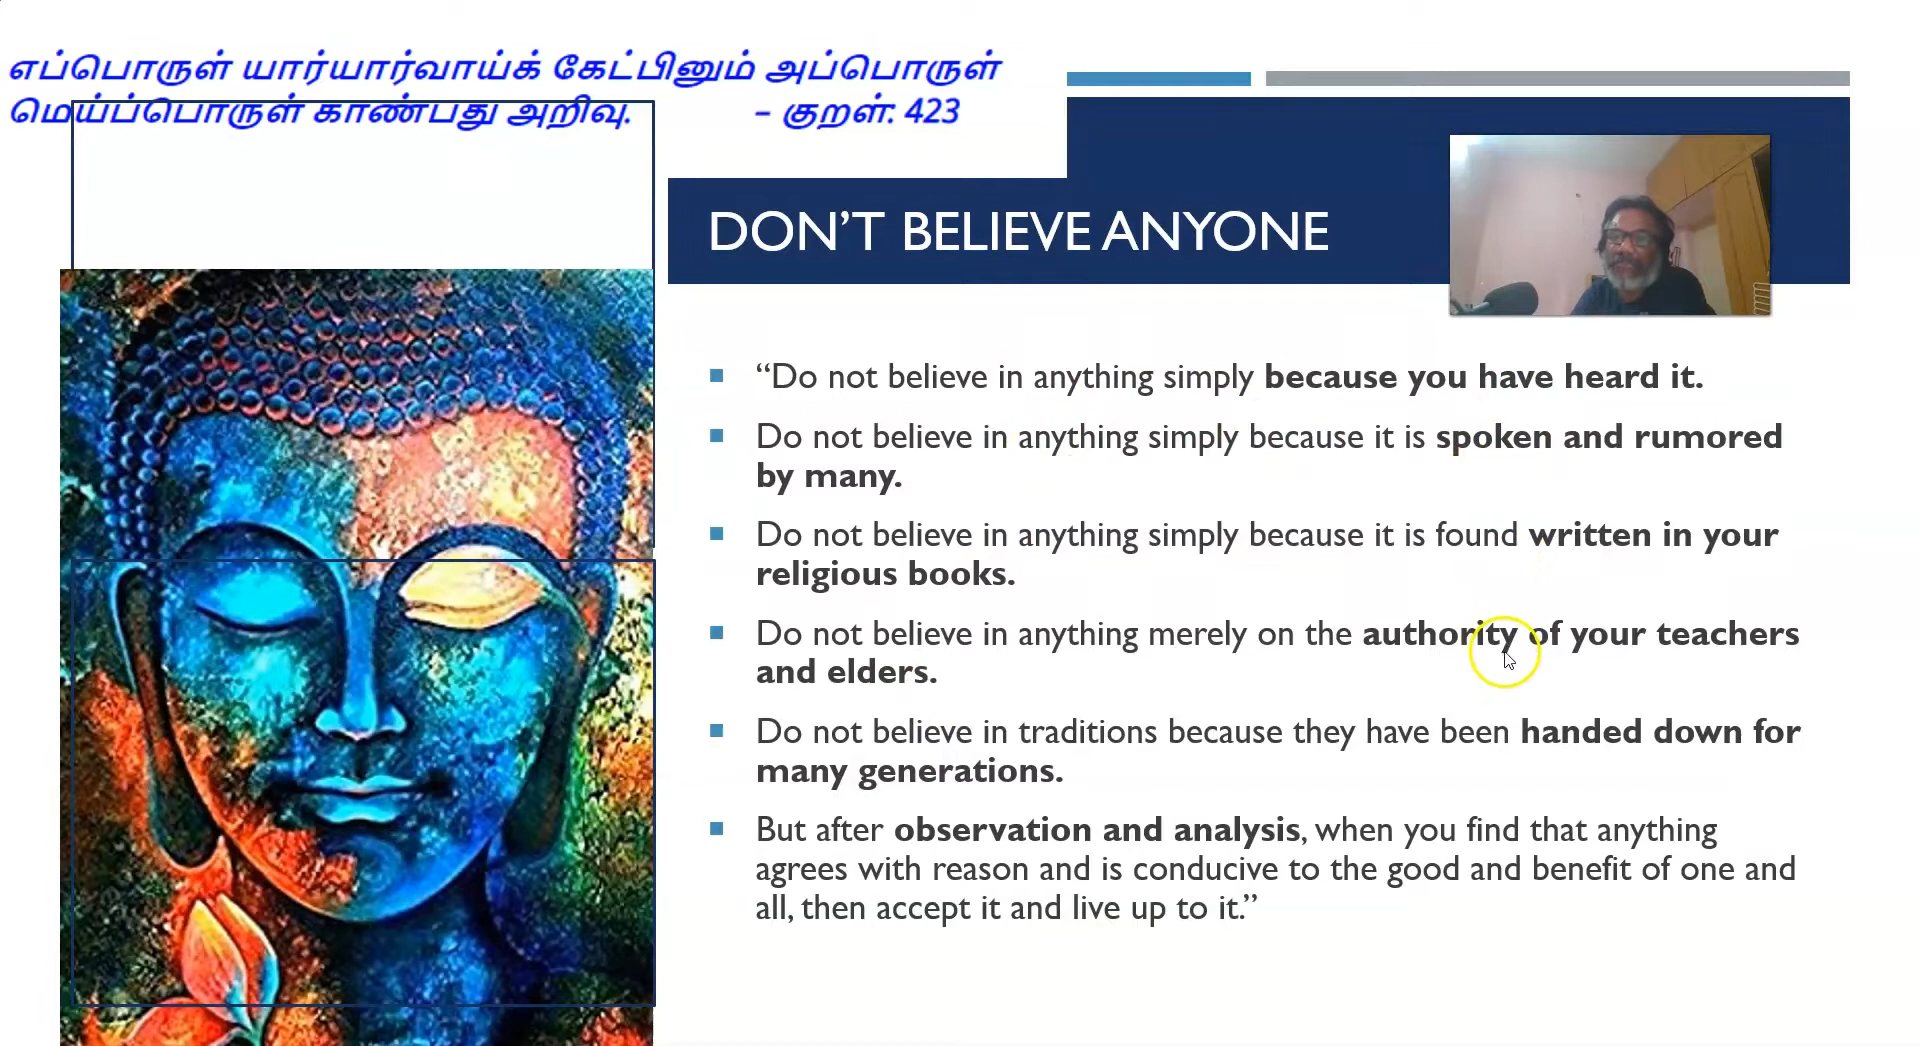 எப்பொருள் யார்யார்வாய்க் கேட்பினும் அப்பொருள்
மெய்ப்பொருள் காண்பது அறிவு. – குறள்: 423
DON’T BELIEVE ANYONE
“Do not believe in anything simply because you have heard it.
Do not believe in anything simply because it is spoken and rumored
by many.
Do not believe in anything simply because it is found written in your
religious books.
Do not believe in anything merely on the authority of your teachers
and elders.
Do not believe in traditions because they have been handed down for
many generations.
But after observation and analysis, when you find that anything
agrees with reason and is conducive to the good and benefit of one and
all, then accept it and live up to it.”